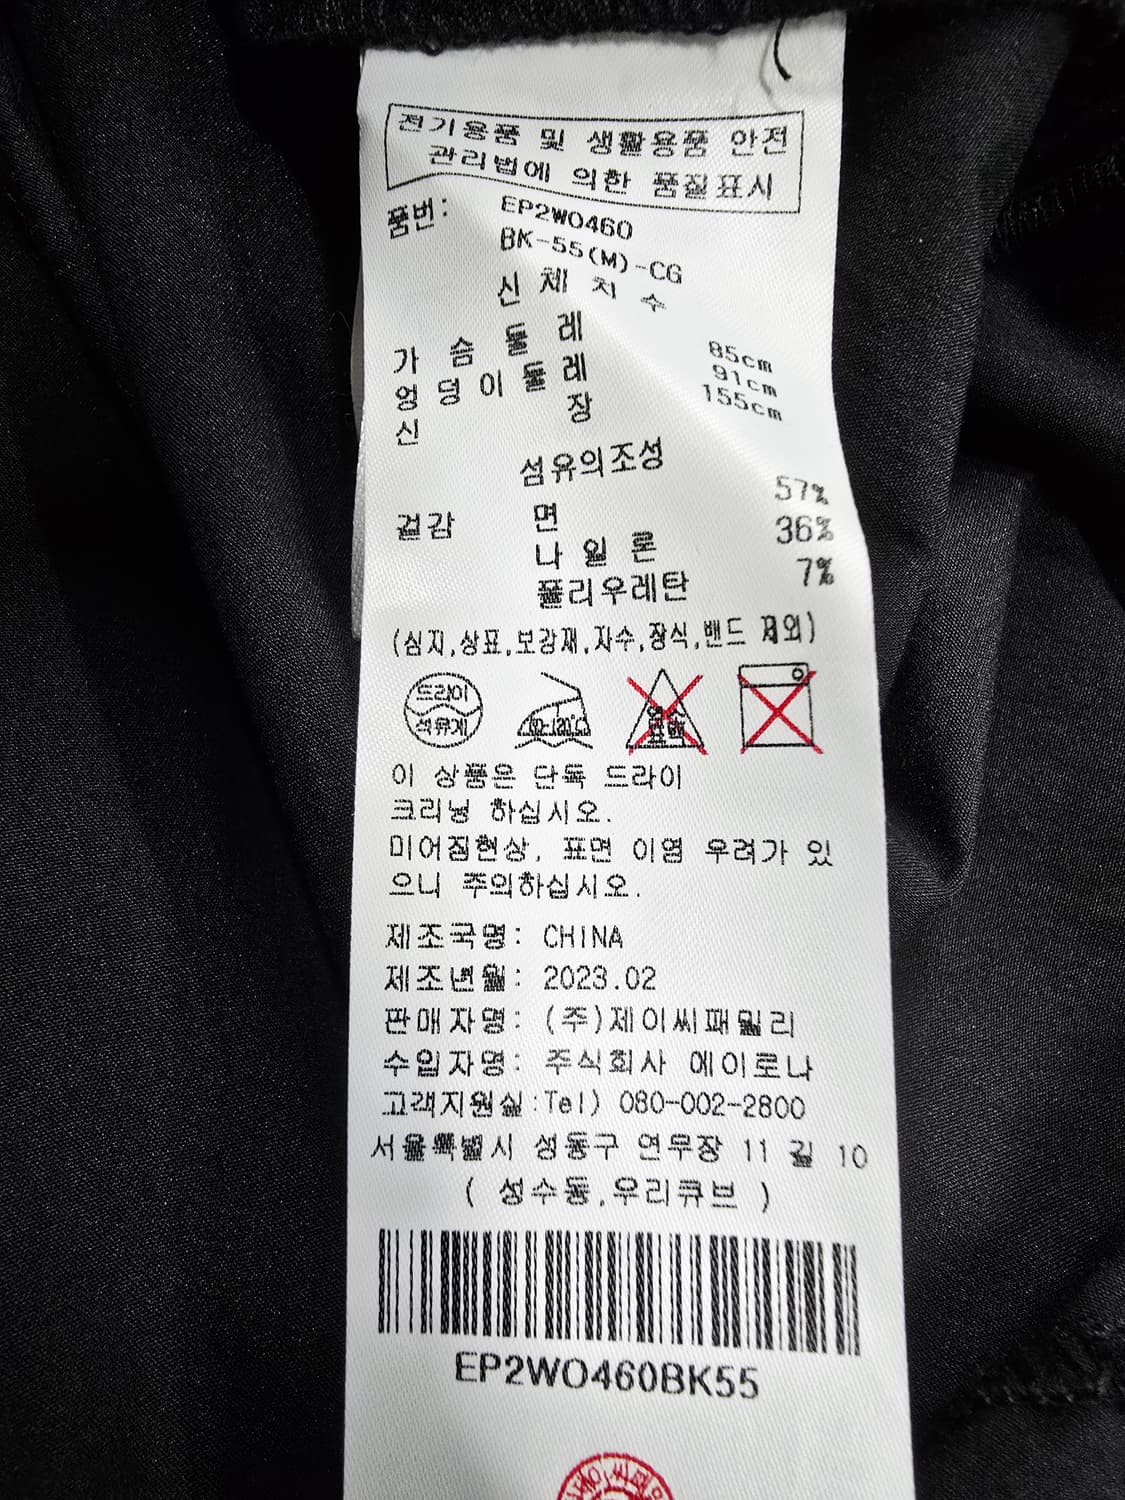 전기용품 및 생활용품 안전
관리법에 의한 품질표시
품번: EP2WO460
BK-55(M)-CG
신 체 치 수
가 슴 둘 레 85cm
엉 덩 이 둘 레 91cm
신 장 155cm
섬유의조성
겉감 면 57%
나 일 론 36%
폴리우레탄 7%
(심지,상표,보강재,자수,장식,밴드 제외)
드라이
석유계
80-120℃
염소
표백
이 상품은 단독 드라이
크리닝 하십시오.
미어짐현상, 표면 이염 우려가 있
으니 주의하십시오.
제조국명: CHINA
제조년월: 2023.02
판매자명: (주)제이씨패밀리
수입자명: 주식회사 에이로나
고객지원실:Tel) 080-002-2800
서울특별시 성동구 연무장 11 길 10
( 성수동,우리큐브 )
EP2WO460BK55